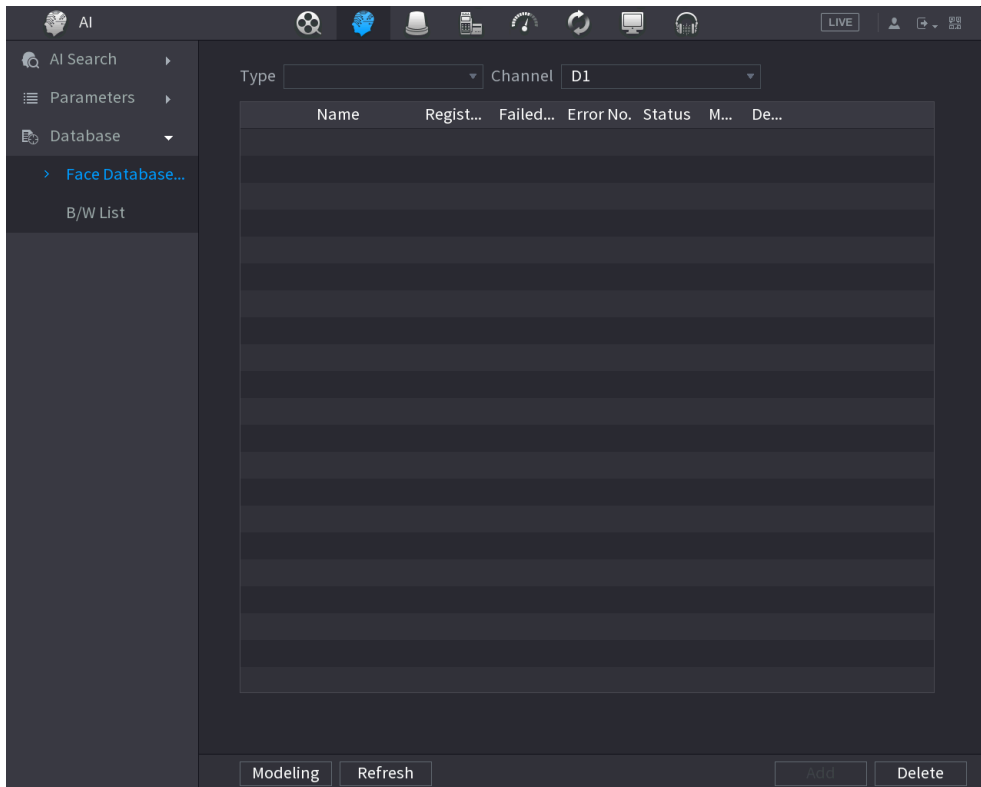 AI
LIVE
AI Search
Parameters
Database
Face Database...
B/W List
Type Channel D1
Name Regist... Failed... Error No. Status M... De...
Modeling Refresh Add Delete